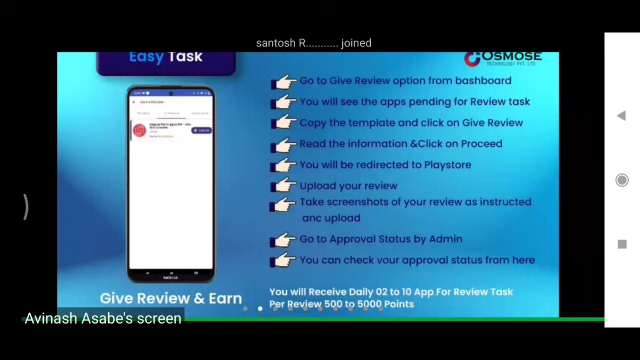 santosh R.......... joined
Easy Task
OSMOSE
TECHNOLOGY PVT. LTD
Go to Give Review option from bashboard
You will see the apps pending for Review task
Copy the template and click on Give Review
Read the information &Click on Proceed
You will be redirected to Playstore
Upload your review
Take screenshots of your review as instructed
anc upload
Go to Approval Status by Admin
You can check your approval status from here
NOKIA
Give Review & Earn
You will Receive Daily 02 to 10 App For Review Task
Per Review 500 to 5000 Points
Avinash Asabe's screen